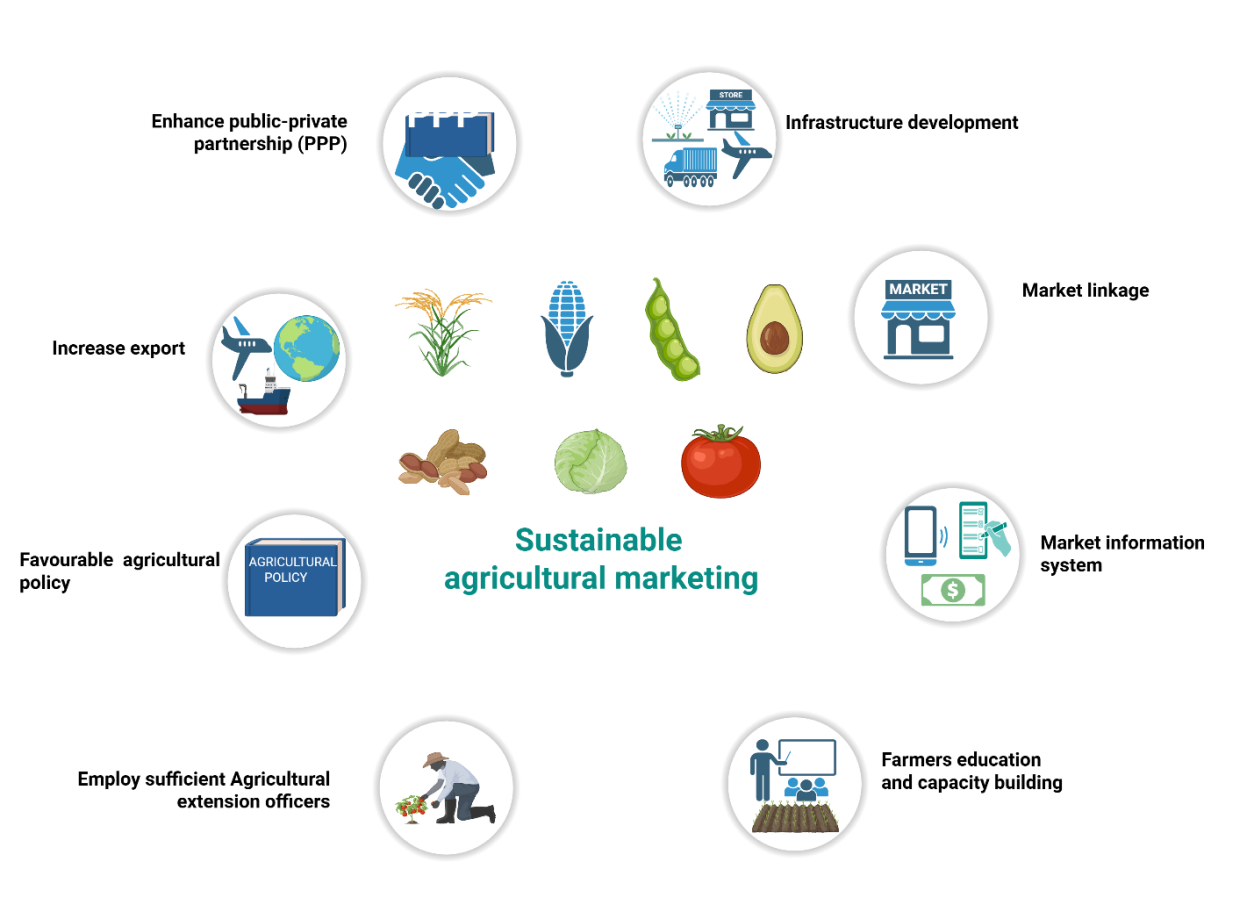 Enhance public-private
partnership (PPP)
PPP
STORE
Infrastructure development
MARKET
Market linkage
Increase export
Sustainable
agricultural marketing
Favourable  agricultural
policy
AGRICULTURAL
POLICY
$
Market information
system
Employ sufficient Agricultural
extension officers
Farmers education
and capacity building